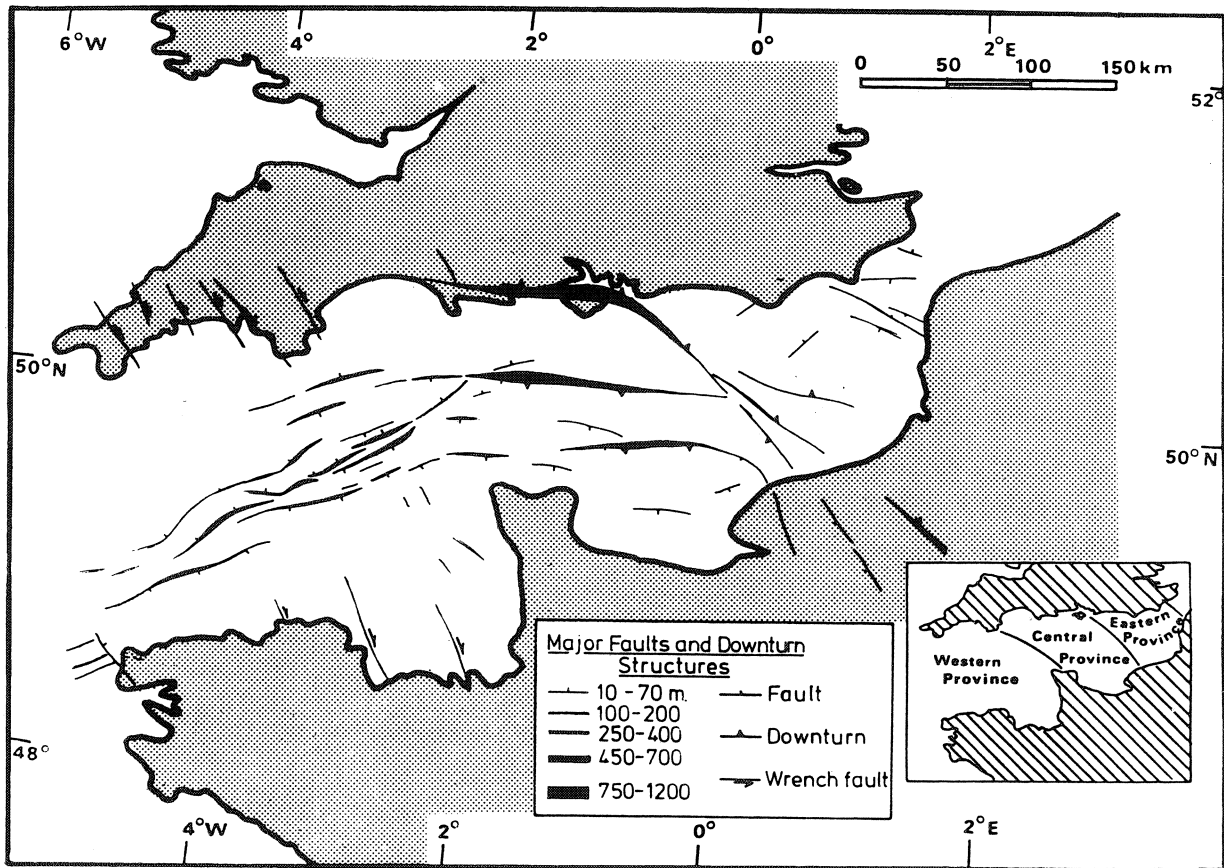 6°W
4°
2°
0°
2°E
0 50 100 150 km
52°
50°N
50°N
48°
Major Faults and Downturn
Structures
10-70 m.
100-200
250-400
450-700
750-1200
Fault
Downturn
Wrench fault
Western
Province
Central
Province
Eastern
Province
4°W
2°
0°
2°E